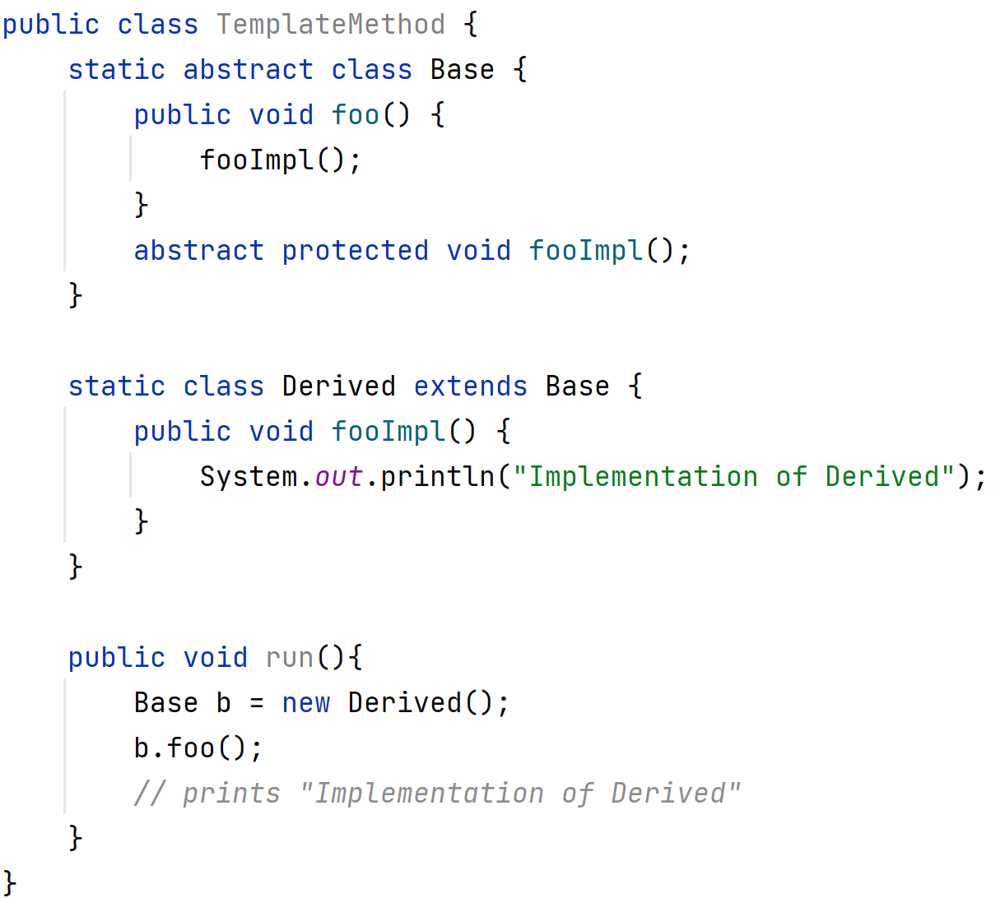 public class TemplateMethod {
    static abstract class Base {
        public void foo() {
            fooImpl();
        }
        abstract protected void fooImpl();
    }

    static class Derived extends Base {
        public void fooImpl() {
            System.out.println("Implementation of Derived");
        }
    }

    public void run(){
        Base b = new Derived();
        b.foo();
        // prints "Implementation of Derived"
    }
}